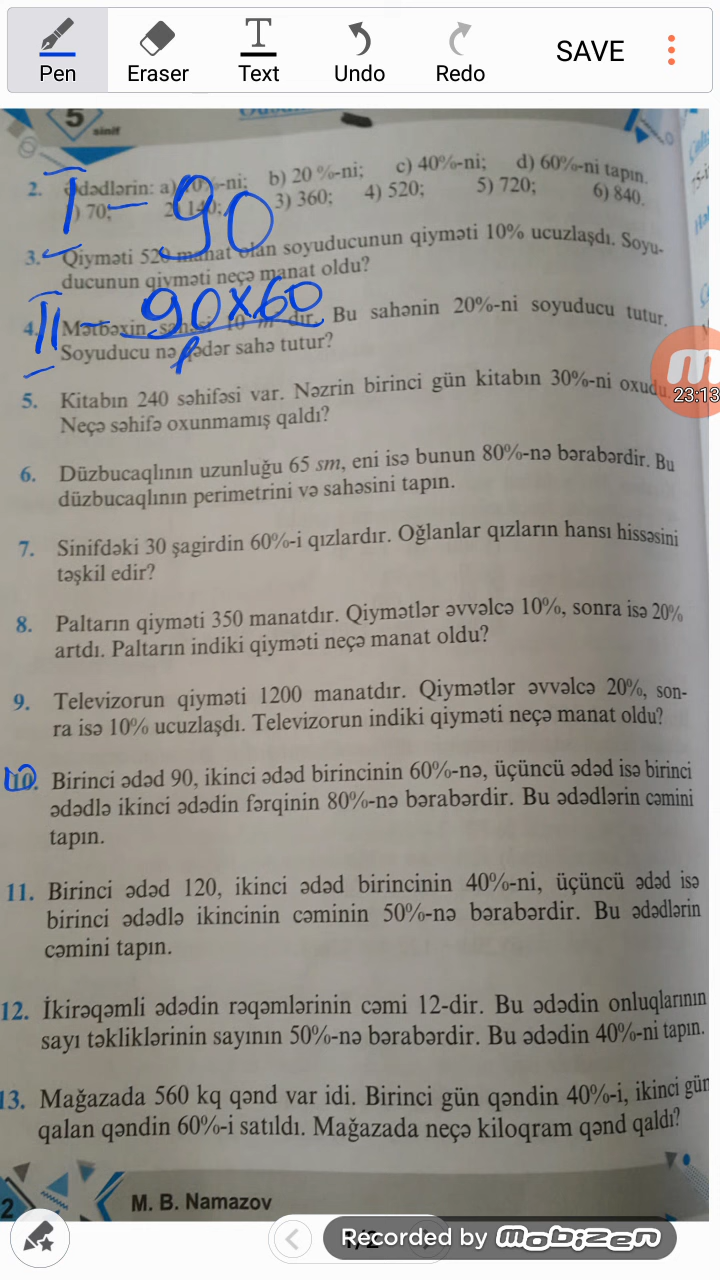 Pen Eraser Text Undo Redo SAVE
5
sinif
2. a) b) 20 %-ni; c) 40%-ni; d) 60%-ni tapın.
70; 3) 360; 4) 520; 5) 720; 6) 840.
I - 90
3. Qiyməti 520 manat olan soyuducunun qiyməti 10% ucuzlaşdı. Soyu-
ducunun qiyməti neçə manat oldu?
II - 90x60
4. Mətbəxin Bu sahənin 20%-ni soyuducu tutur.
Soyuducu nə qədər sahə tutur?
23:13
5. Kitabın 240 səhifəsi var. Nəzrin birinci gün kitabın 30%-ni oxudu.
Neçə səhifə oxunmamış qaldı?
6. Düzbucaqlının uzunluğu 65 sm, eni isə bunun 80%-nə bərabərdir. Bu
düzbucaqlının perimetrini və sahəsini tapın.
7. Sinifdəki 30 şagirdin 60%-i qızlardır. Oğlanlar qızların hansı hissəsini
təşkil edir?
8. Paltarın qiyməti 350 manatdır. Qiymətlər əvvəlcə 10%, sonra isə 20%
artdı. Paltarın indiki qiyməti neçə manat oldu?
9. Televizorun qiyməti 1200 manatdır. Qiymətlər əvvəlcə 20%, son-
ra isə 10% ucuzlaşdı. Televizorun indiki qiyməti neçə manat oldu?
10. Birinci ədəd 90, ikinci ədəd birincinin 60%-nə, üçüncü ədəd isə birinci
ədədlə ikinci ədədin fərqinin 80%-nə bərabərdir. Bu ədədlərin cəmini
tapın.
11. Birinci ədəd 120, ikinci ədəd birincinin 40%-ni, üçüncü ədəd isə
birinci ədədlə ikincinin cəminin 50%-nə bərabərdir. Bu ədədlərin
cəmini tapın.
12. İkirəqəmli ədədin rəqəmlərinin cəmi 12-dir. Bu ədədin onluqlarının
sayı təkliklərinin sayının 50%-nə bərabərdir. Bu ədədin 40%-ni tapın.
13. Mağazada 560 kq qənd var idi. Birinci gün qəndin 40%-i, ikinci gün
qalan qəndin 60%-i satıldı. Mağazada neçə kiloqram qənd qaldı?
2 M. B. Namazov
Recorded by mobizen